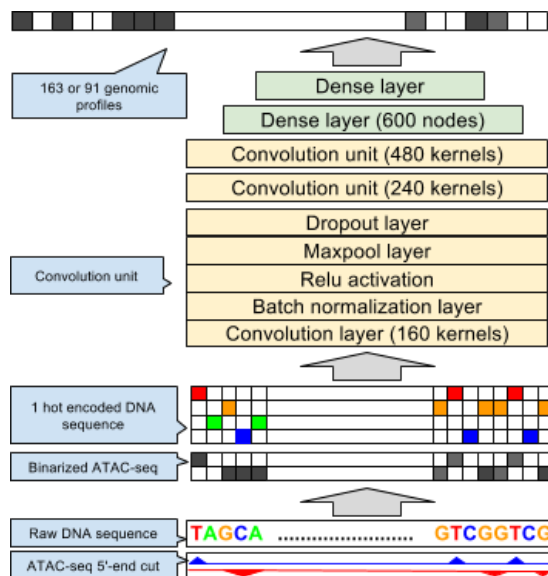 163 or 91 genomic
profiles
Dense layer
Dense layer (600 nodes)
Convolution unit (480 kernels)
Convolution unit (240 kernels)
Dropout layer
Maxpool layer
Convolution unit
Relu activation
Batch normalization layer
Convolution layer (160 kernels)
1 hot encoded DNA
sequence
Binarized ATAC-seq
Raw DNA sequence
TAGCA ........................... GTCGGTCG
ATAC-seq 5'-end cut